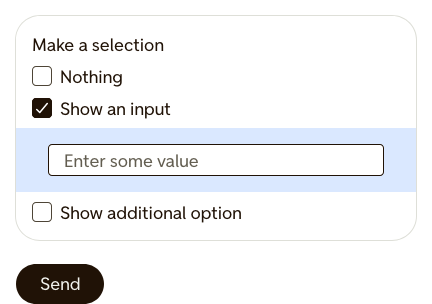 Make a selection
Nothing
Show an input
Enter some value
Show additional option
Send